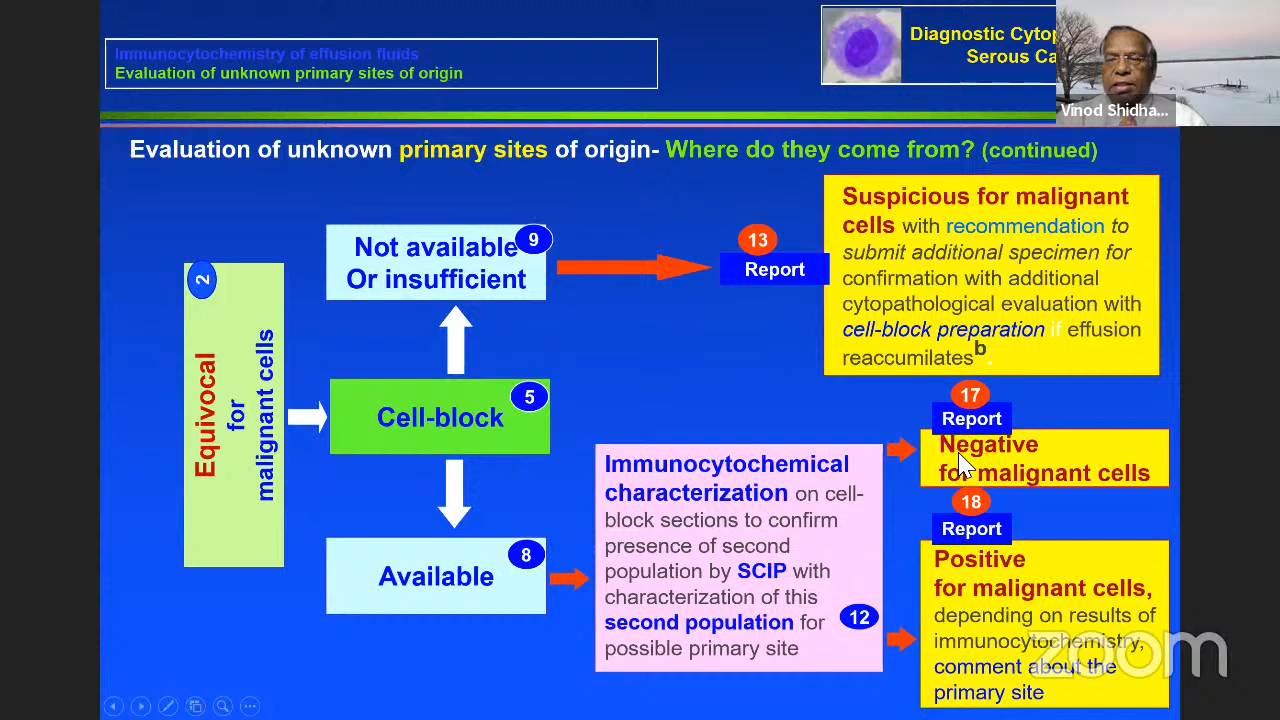 Immunocytochemistry of effusion fluids
Evaluation of unknown primary sites of origin
Diagnostic
Serous
Vinod Shidha...
Evaluation of unknown primary sites of origin- Where do they come from? (continued)
2
Equivocal
for
malignant cells
9
Not available
Or insufficient
5
Cell-block
8
Available
13
Report
Suspicious for malignant
cells with recommendation to
submit additional specimen for
confirmation with additional
cytopathological evaluation with
cell-block preparation if effusion
reaccumilates b.
Immunocytochemical
characterization on cell-
block sections to confirm
presence of second
population by SCIP with
characterization of this
second population for
possible primary site
12
17
Report
Negative
for malignant cells
18
Report
Positive
for malignant cells,
depending on results of
immunocytochemistry,
comment about the
primary site
zoom